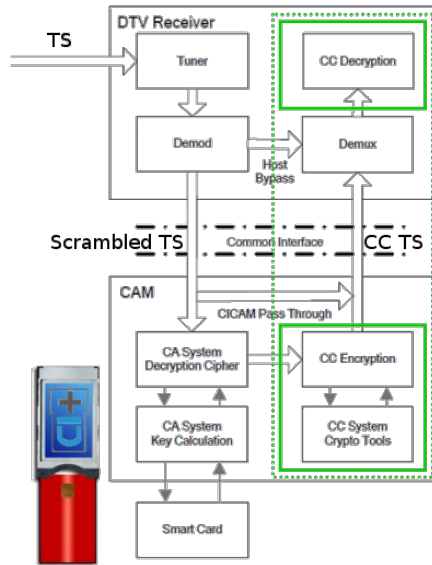 DTV Receiver
TS
Tuner
CC Decryption
Demod
Demux
Host
Bypass
Scrambled TS
Common Interface
CC TS
CAM
CICAM Pass Through
CA System
Decryption Cipher
CC Encryption
CA System
Key Calculation
CC System
Crypto Tools
Smart Card